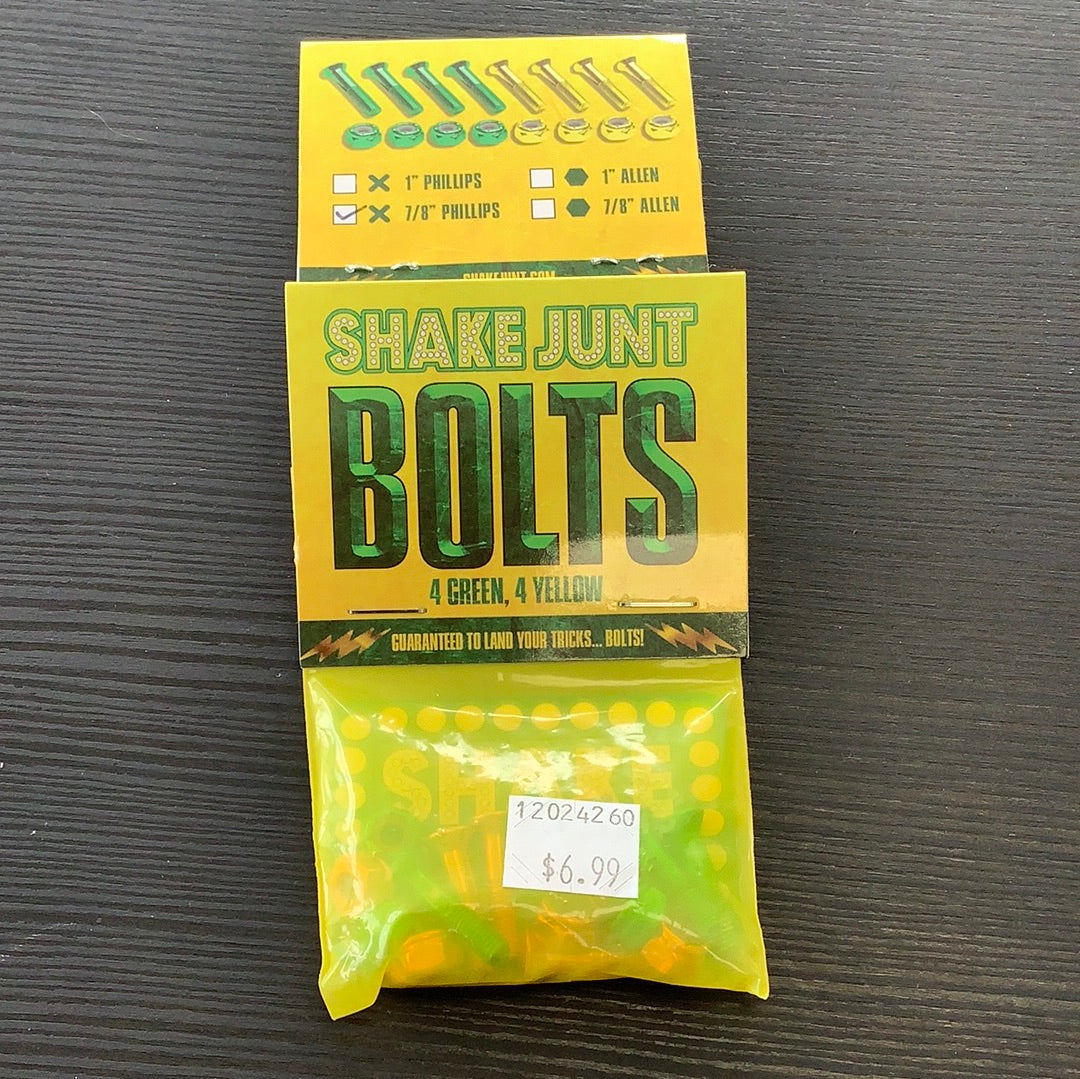 1" PHILLIPS 1" ALLEN
7/8" PHILLIPS 7/8" ALLEN
SHAKEJUNT.COM
SHAKE JUNT
BOLTS
4 GREEN, 4 YELLOW
GUARANTEED TO LAND YOUR TRICKS... BOLTS!
SHAKE
12024260
$6.99